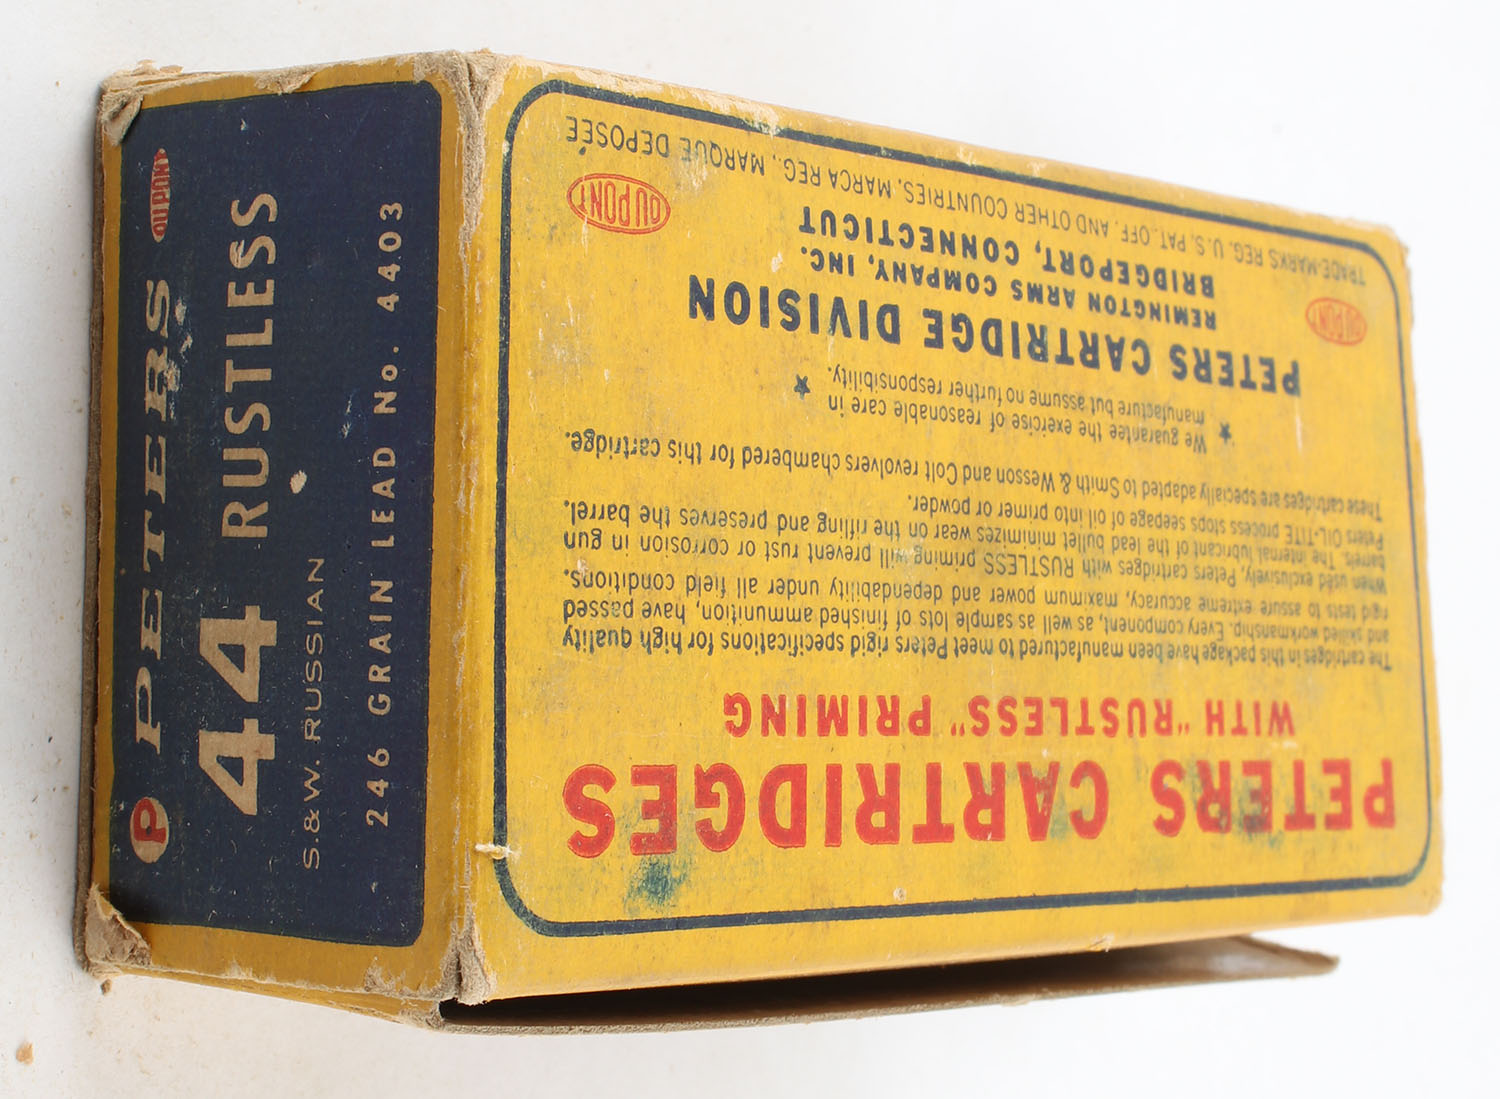 P PETERS DU PONT
44 RUSTLESS
S.&W. RUSSIAN
246 GRAIN LEAD No. 4403
PETERS CARTRIDGES
WITH "RUSTLESS" PRIMING
The cartridges in this package have been manufactured to meet Peters rigid specifications for high quality
and skilled workmanship. Every component, as well as sample lots of finished ammunition, have passed
rigid tests to assure extreme accuracy, maximum power and dependability under all field conditions.
When used exclusively, Peters cartridges with RUSTLESS priming will prevent rust or corrosion in gun
barrels. The internal lubricant of the lead bullet minimizes wear on the rifling and preserves the barrel.
Peters OIL-TITE process stops seepage of oil into primer or powder.
These cartridges are specially adapted to Smith & Wesson and Colt revolvers chambered for this cartridge.
★ We guarantee the exercise of reasonable care in ★
manufacture but assume no further responsibility.
PETERS CARTRIDGE DIVISION
DU PONT REMINGTON ARMS COMPANY, INC. DU PONT
BRIDGEPORT, CONNECTICUT
TRADE-MARKS REG. U.S. PAT. OFF. AND OTHER COUNTRIES, MARCA REG., MARQUE DEPOSÉE